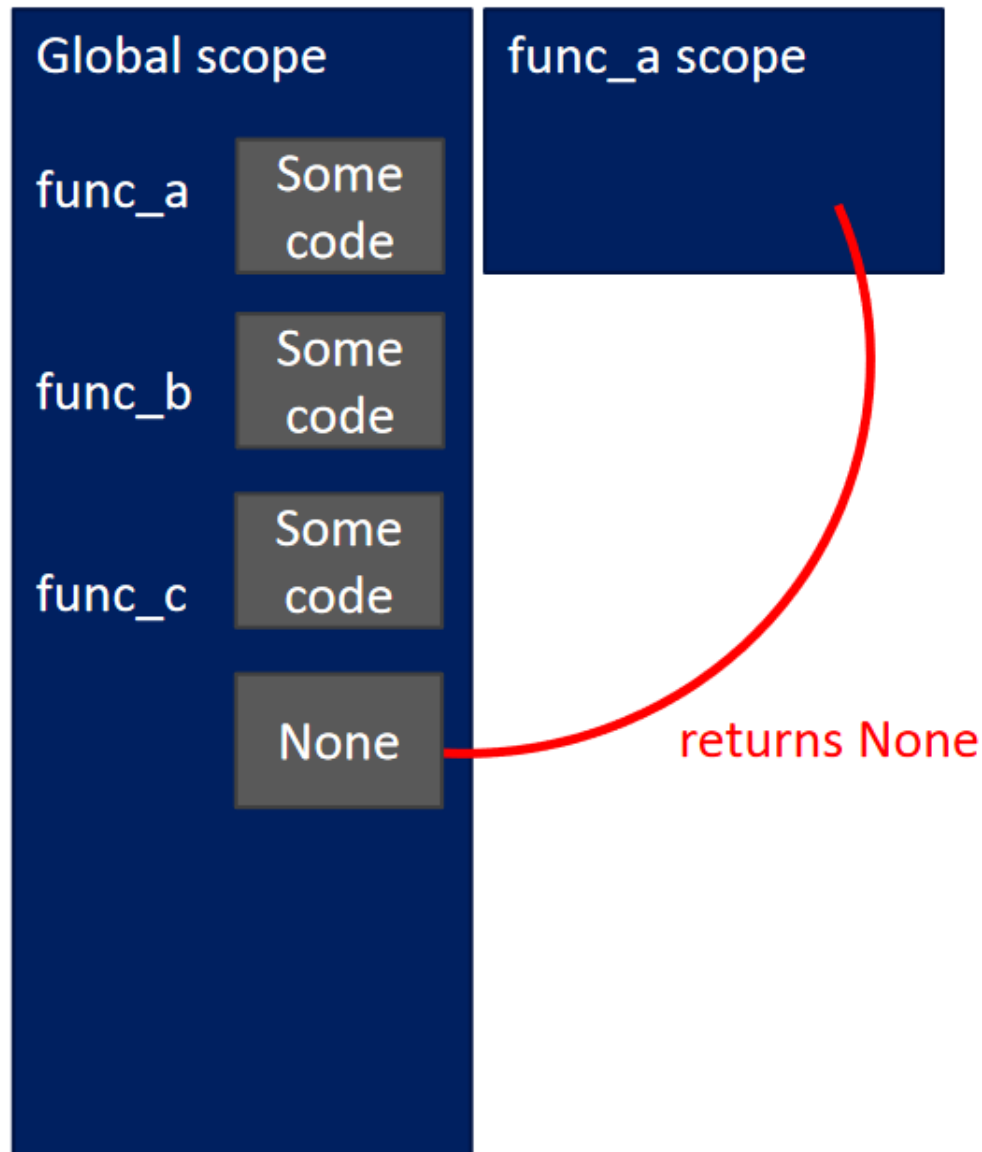 Global scope
func_a
Some
code
func_b
Some
code
func_c
Some
code
None
func_a scope
returns None